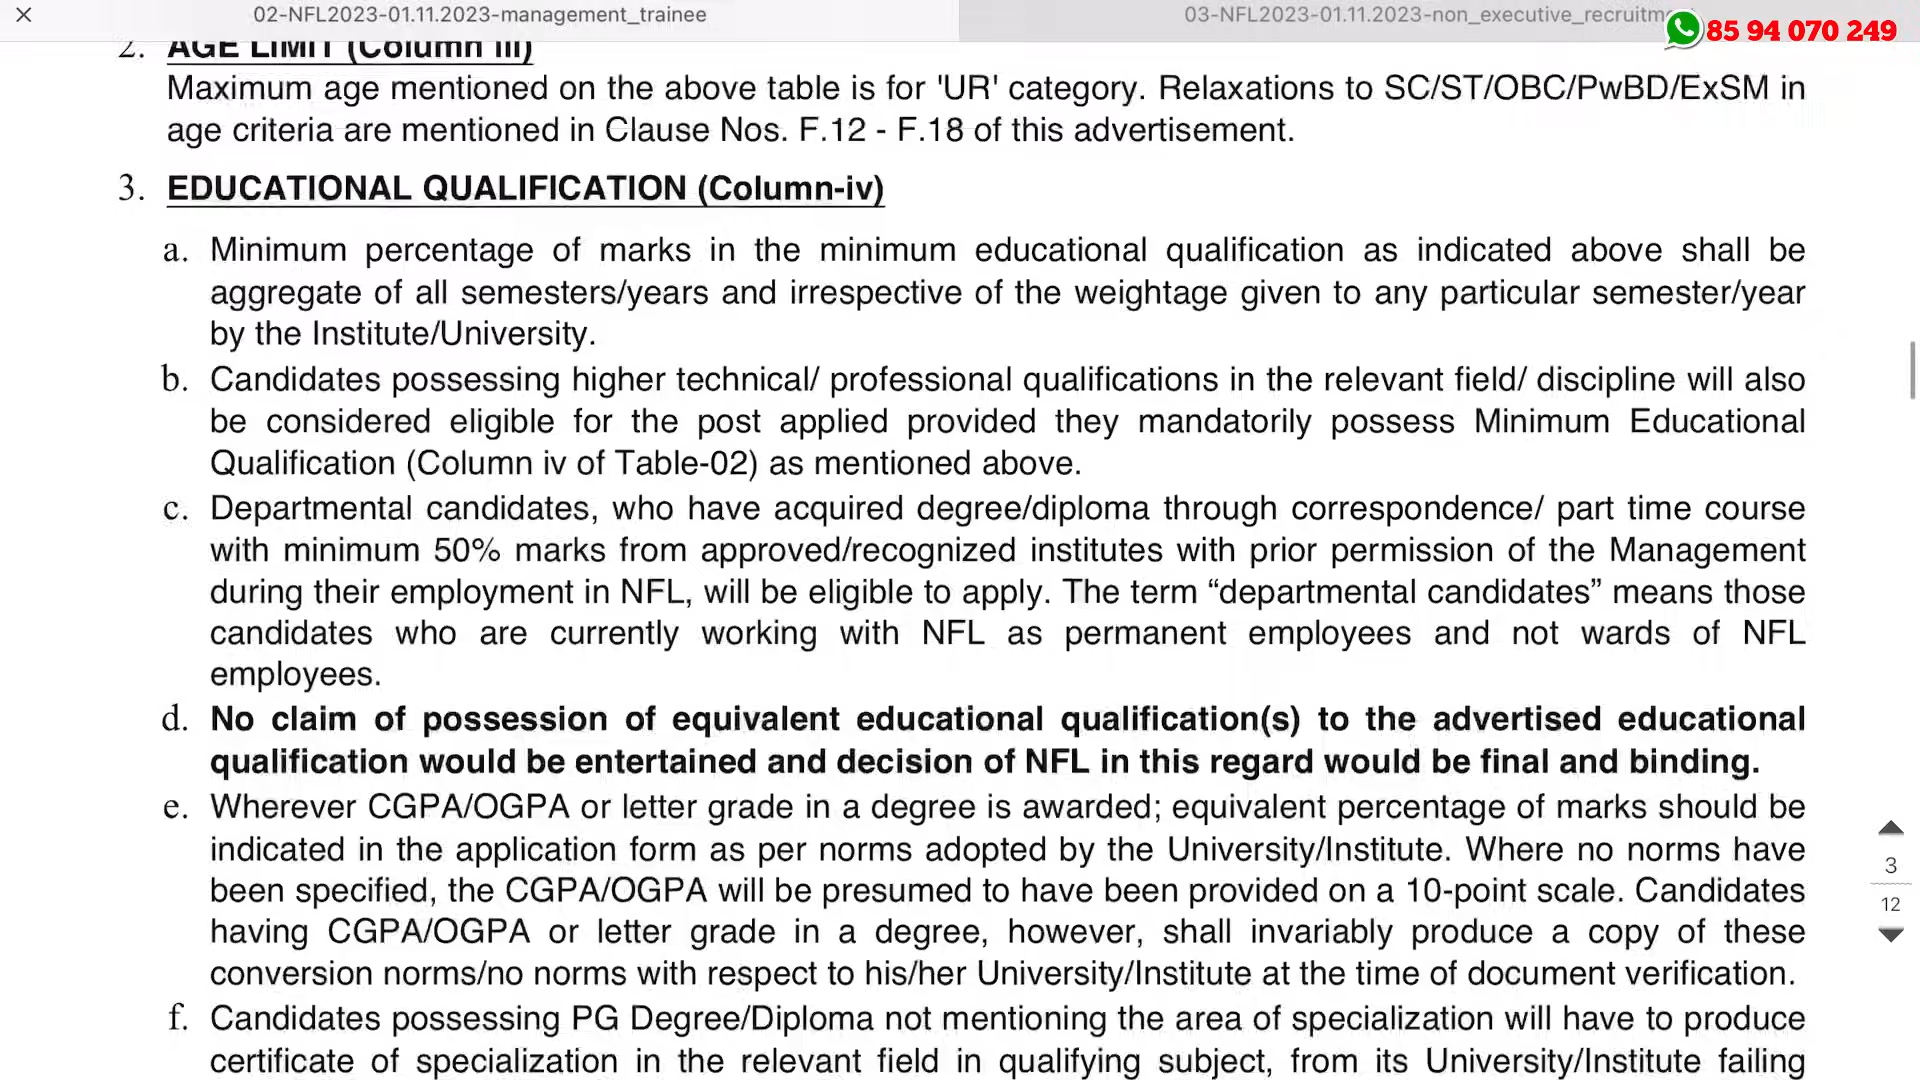 02-NFL2023-01.11.2023-management_trainee
03-NFL2023-01.11.2023-non_executive_recruitm
85 94 070 249
2. AGE LIMIT (Column iii)
Maximum age mentioned on the above table is for 'UR' category. Relaxations to SC/ST/OBC/PwBD/ExSM in
age criteria are mentioned in Clause Nos. F.12 - F.18 of this advertisement.
3. EDUCATIONAL QUALIFICATION (Column-iv)
a. Minimum percentage of marks in the minimum educational qualification as indicated above shall be
aggregate of all semesters/years and irrespective of the weightage given to any particular semester/year
by the Institute/University.
b. Candidates possessing higher technical/ professional qualifications in the relevant field/ discipline will also
be considered eligible for the post applied provided they mandatorily possess Minimum Educational
Qualification (Column iv of Table-02) as mentioned above.
c. Departmental candidates, who have acquired degree/diploma through correspondence/ part time course
with minimum 50% marks from approved/recognized institutes with prior permission of the Management
during their employment in NFL, will be eligible to apply. The term “departmental candidates” means those
candidates who are currently working with NFL as permanent employees and not wards of NFL
employees.
d. No claim of possession of equivalent educational qualification(s) to the advertised educational
qualification would be entertained and decision of NFL in this regard would be final and binding.
e. Wherever CGPA/OGPA or letter grade in a degree is awarded; equivalent percentage of marks should be
indicated in the application form as per norms adopted by the University/Institute. Where no norms have
been specified, the CGPA/OGPA will be presumed to have been provided on a 10-point scale. Candidates
having CGPA/OGPA or letter grade in a degree, however, shall invariably produce a copy of these
conversion norms/no norms with respect to his/her University/Institute at the time of document verification.
f. Candidates possessing PG Degree/Diploma not mentioning the area of specialization will have to produce
certificate of specialization in the relevant field in qualifying subject, from its University/Institute failing
3
12